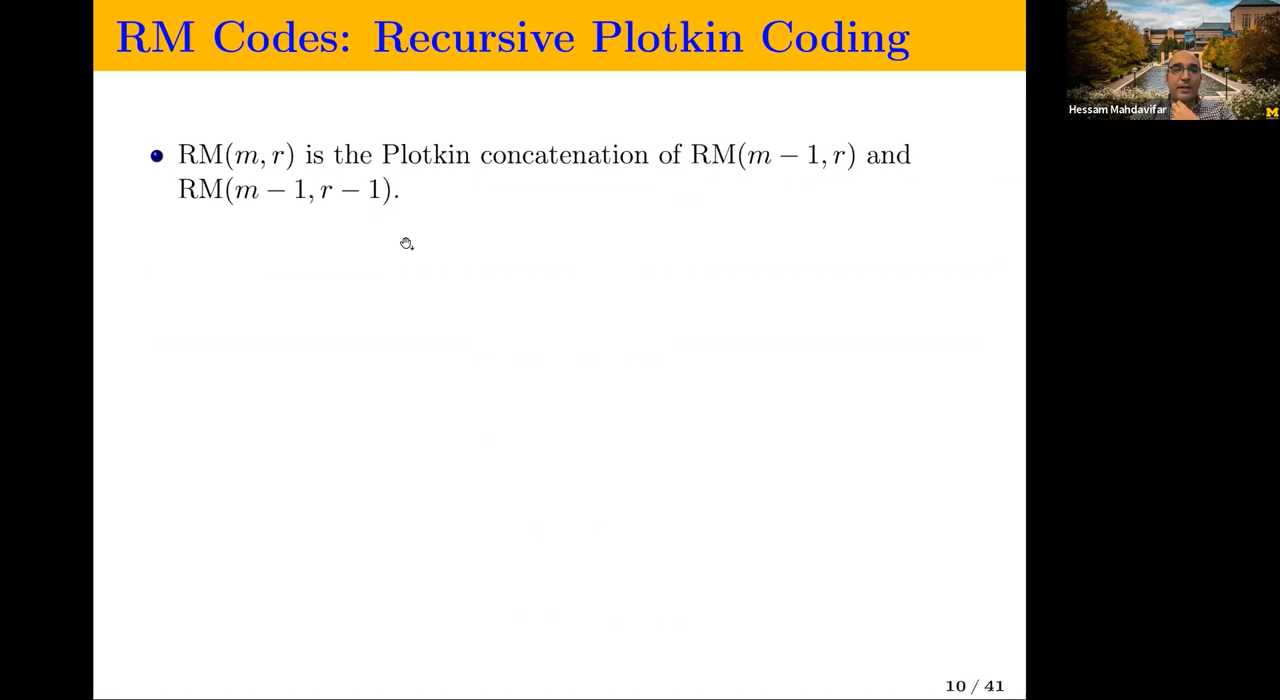 RM Codes: Recursive Plotkin Coding
Hessam Mahdavifar
M
RM(m, r) is the Plotkin concatenation of RM(m − 1, r) and
RM(m − 1, r − 1).
10 / 41